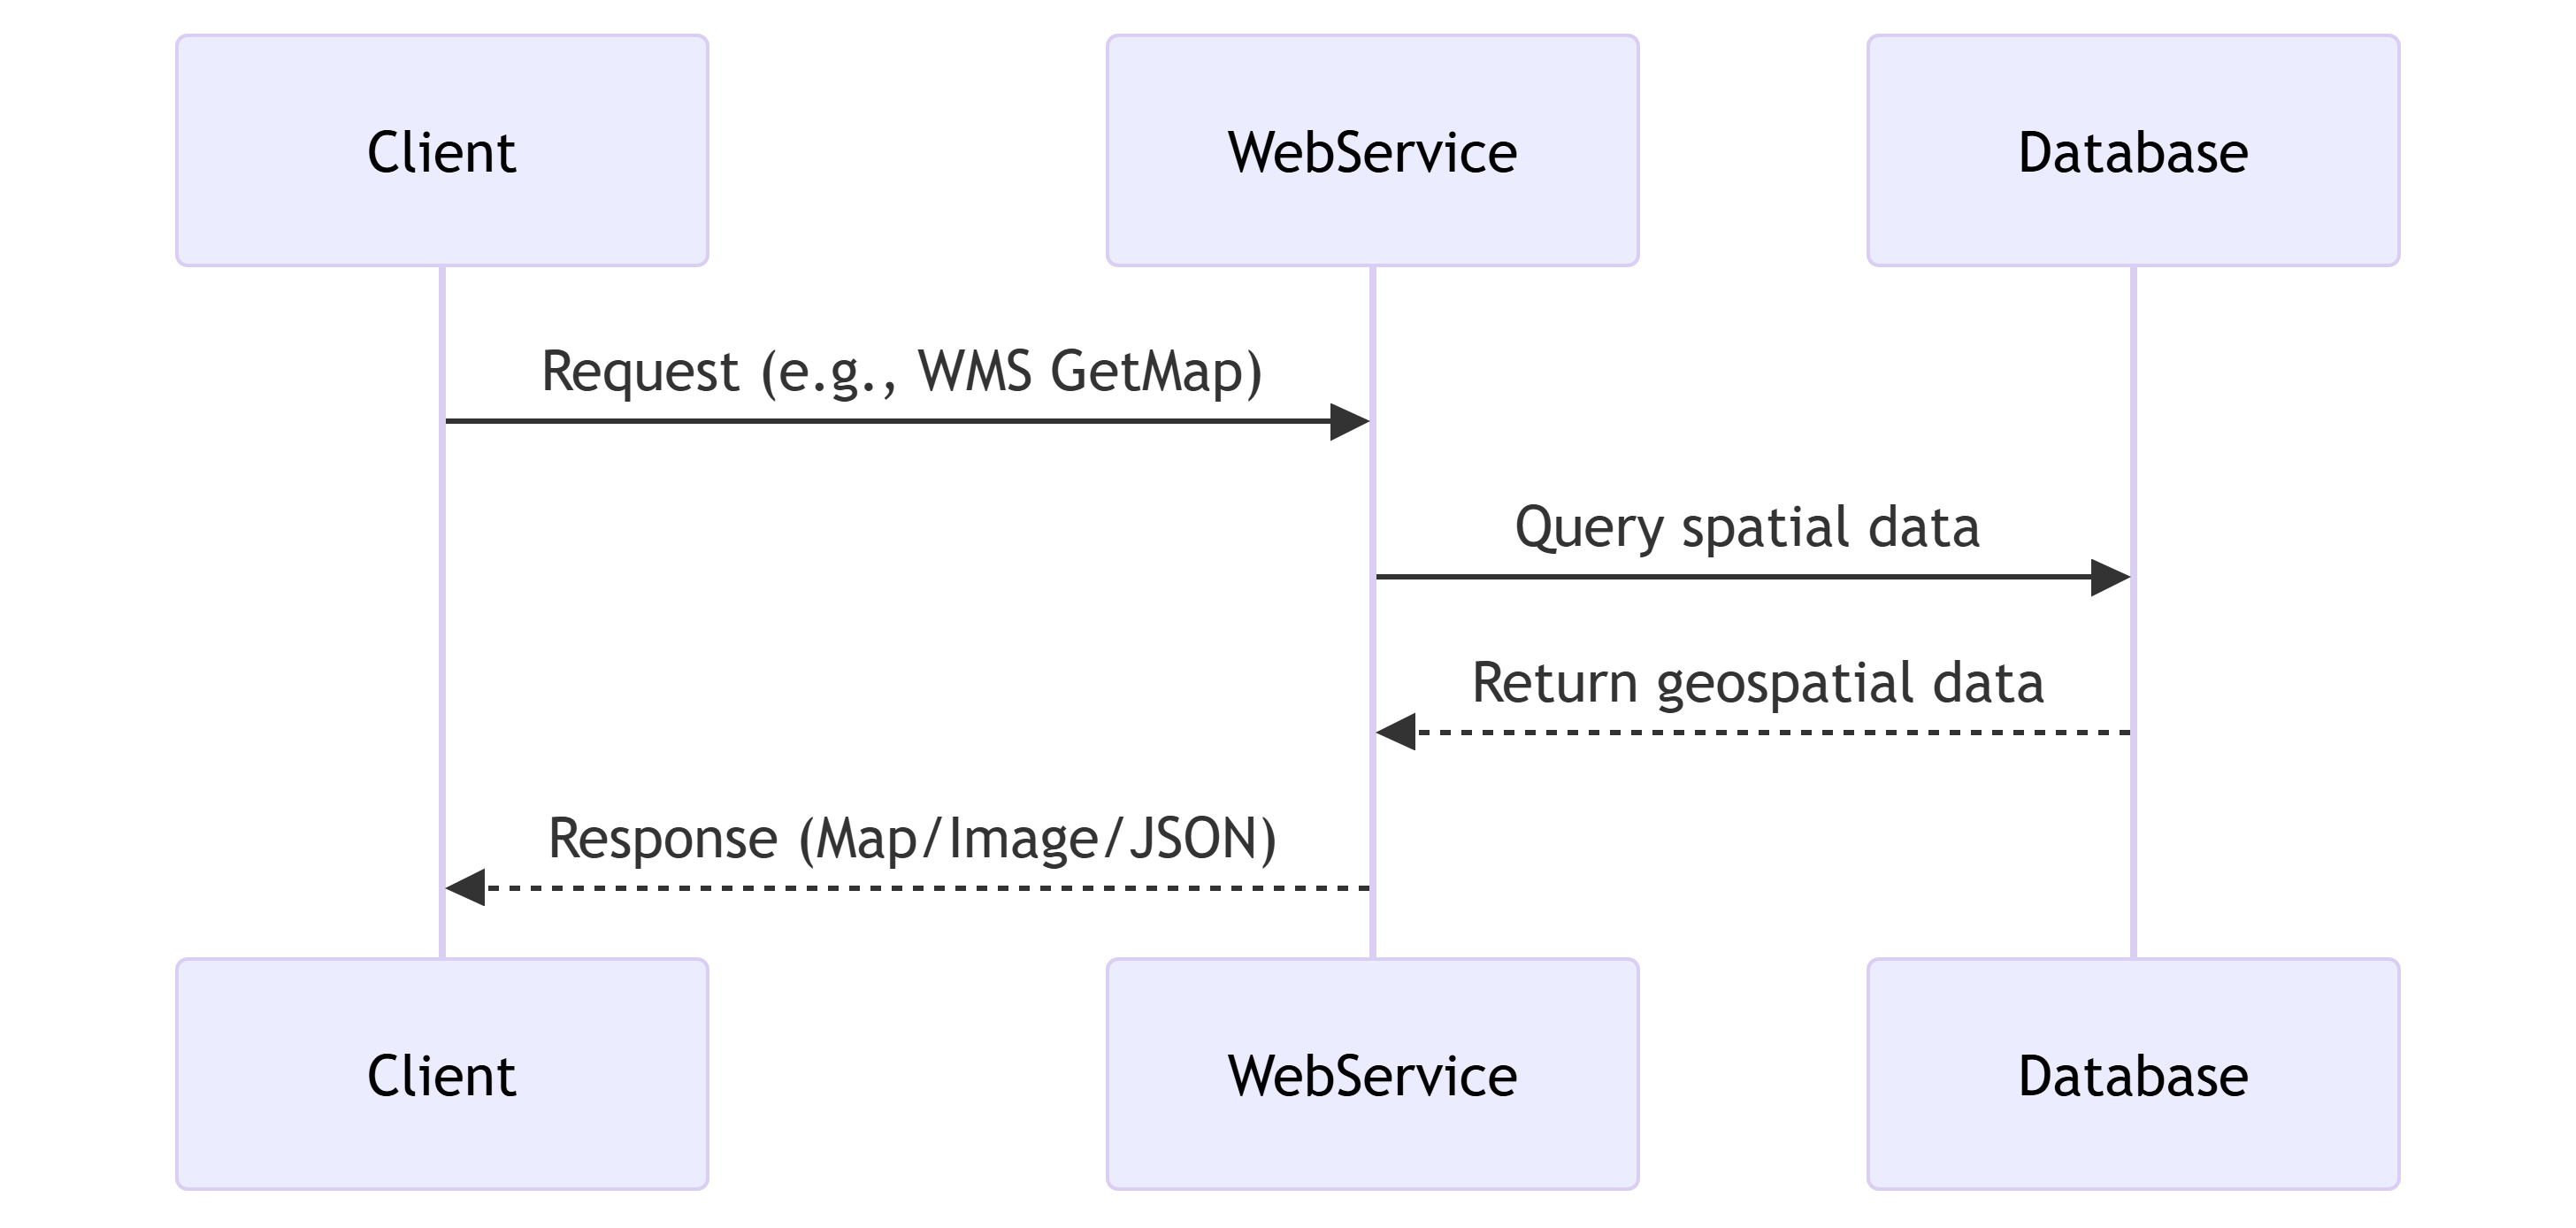 Client
WebService
Database
Request (e.g., WMS GetMap)
Query spatial data
Return geospatial data
Response (Map/Image/JSON)
Client
WebService
Database